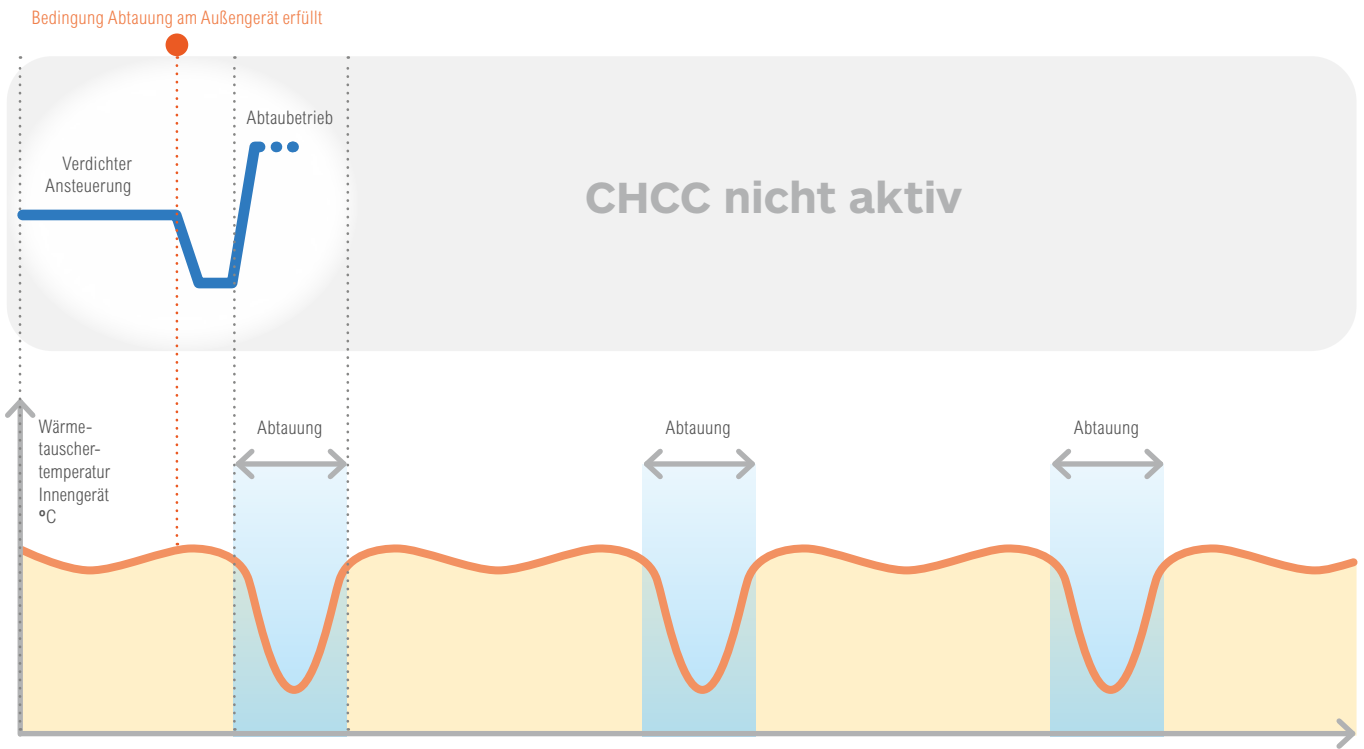 Bedingung Abtauung am Außengerät erfüllt
Abtaubetrieb
Verdichter
Ansteuerung
CHCC nicht aktiv
Wärme-
tauscher-
temperatur
Innengerät
°C
Abtauung
Abtauung
Abtauung